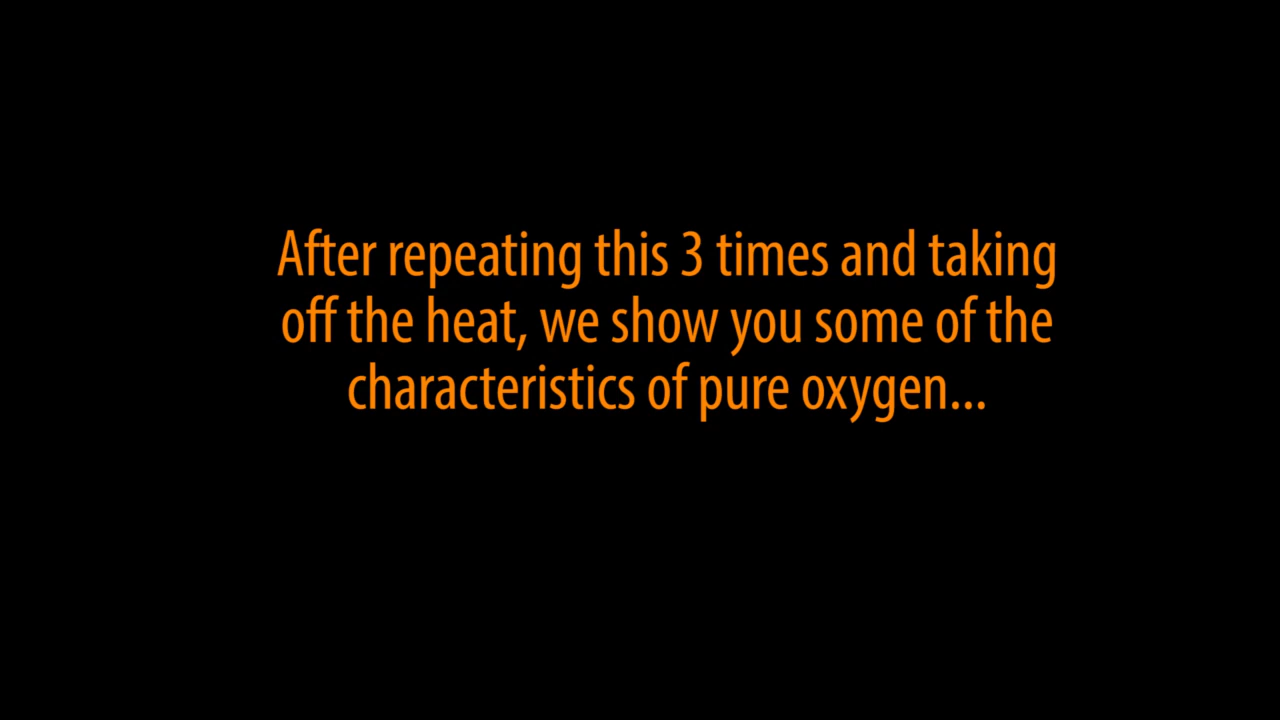 After repeating this 3 times and taking
off the heat, we show you some of the
characteristics of pure oxygen...